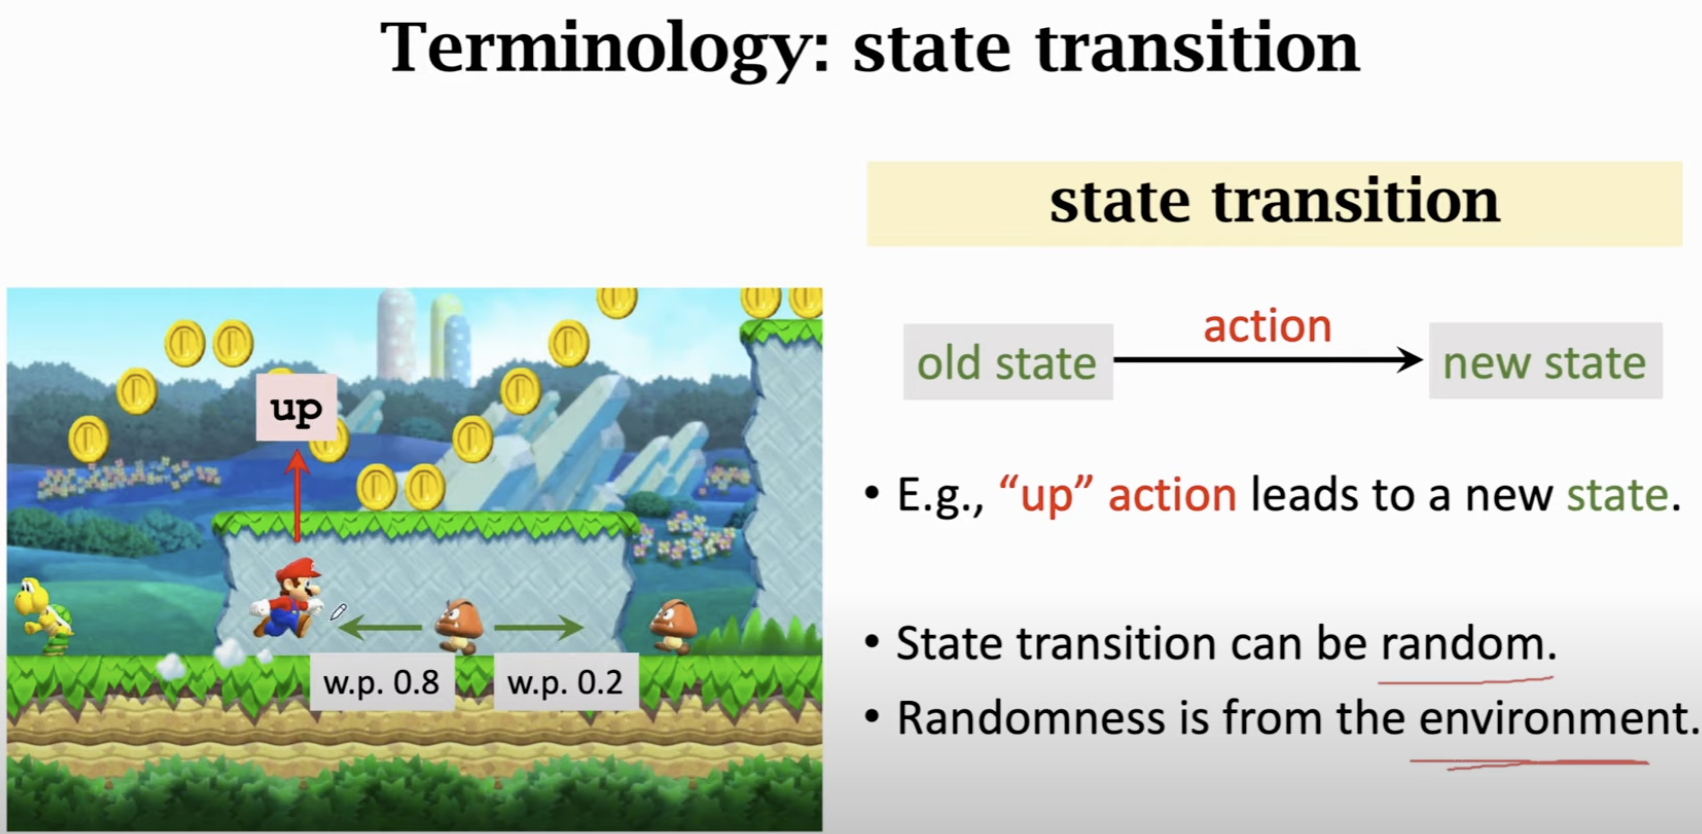 Terminology: state transition
state transition
old state
action
new state
up
w.p. 0.8
w.p. 0.2
• E.g., “up” action leads to a new state.
• State transition can be random.
• Randomness is from the environment.